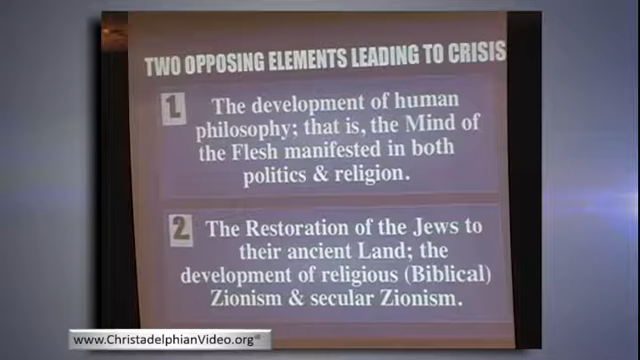 TWO OPPOSING ELEMENTS LEADING TO CRISIS
1. The development of human
philosophy; that is, the Mind of
the Flesh manifested in both
politics & religion.
2 The Restoration of the Jews to
their ancient Land; the
development of religious (Biblical)
Zionism & secular Zionism.
www.ChristadelphianVideo.org